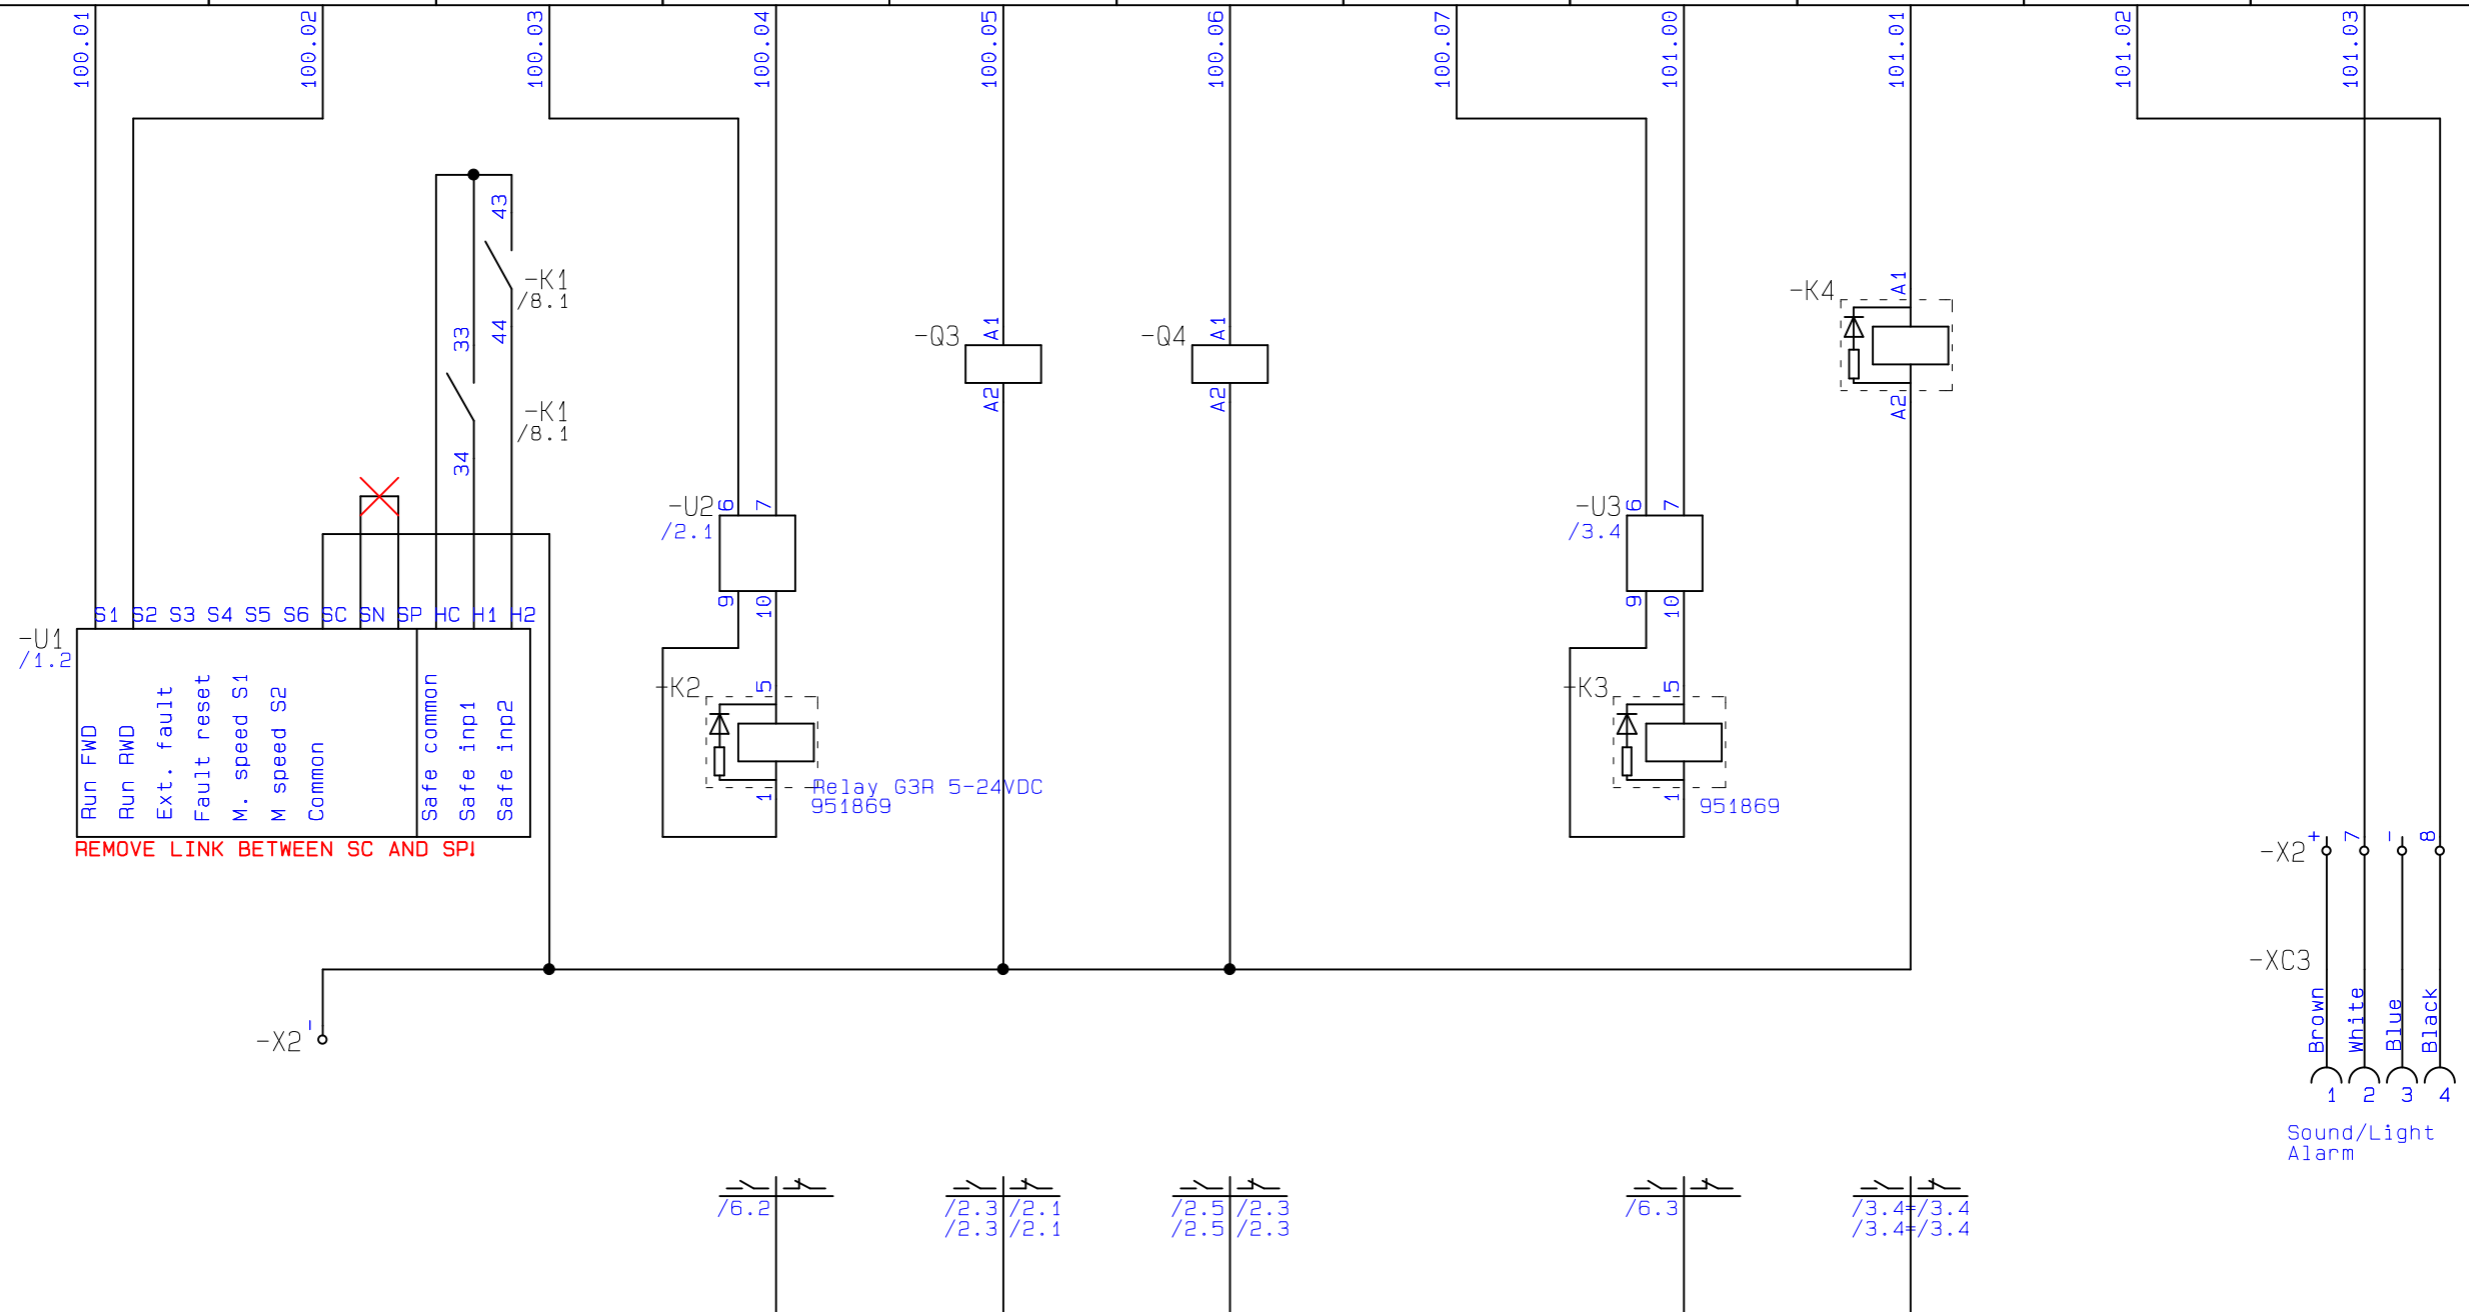 100.01
100.02
100.03
100.04
100.05
100.06
100.07
101.00
101.01
101.02
101.03
43
-K1
/8.1
44
33
-K1
/8.1
34
-Q3
A1
A2
-Q4
A1
A2
-K4
A1
A2
-U2
/2.1
6
7
9
10
-U3
/3.4
6
7
9
10
S1 S2 S3 S4 S5 S6 SC SN SP HC H1 H2
-U1
/1.2
Run FWD
Run RWD
Ext. fault
Fault reset
M. speed S1
M speed S2
Common
Safe common
Safe inp1
Safe inp2
REMOVE LINK BETWEEN SC AND SP!
-K2
5
1
Relay G3R 5-24VDC
951869
-K3
5
1
951869
-X2
+
7
-
8
-XC3
Brown
White
Blue
Black
1 2 3 4
Sound/Light
Alarm
-X2
-
/6.2
/2.3 /2.1
/2.3 /2.1
/2.5 /2.3
/2.5 /2.3
/6.3
/3.4 /3.4
/3.4 /3.4